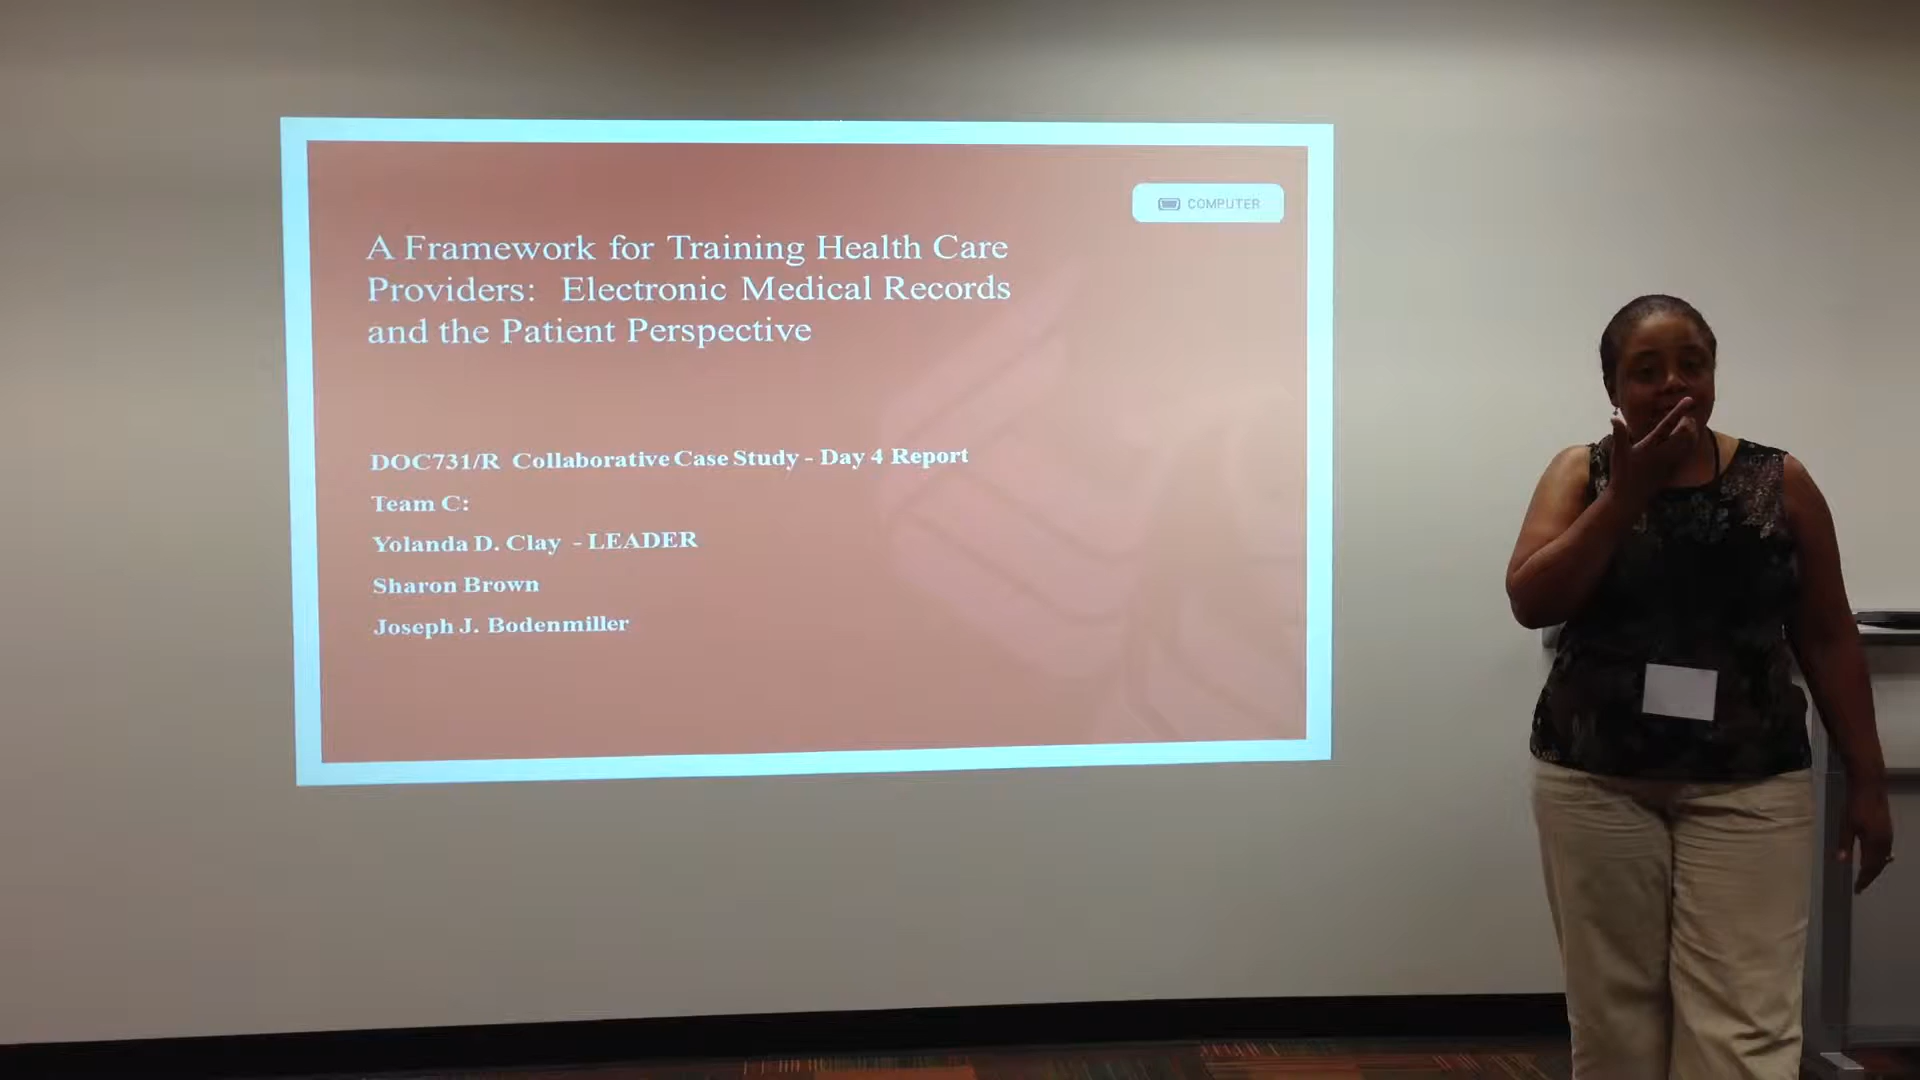 COMPUTER
A Framework for Training Health Care
Providers: Electronic Medical Records
and the Patient Perspective
DOC731/R Collaborative Case Study - Day 4 Report
Team C:
Yolanda D. Clay - LEADER
Sharon Brown
Joseph J. Bodenmiller